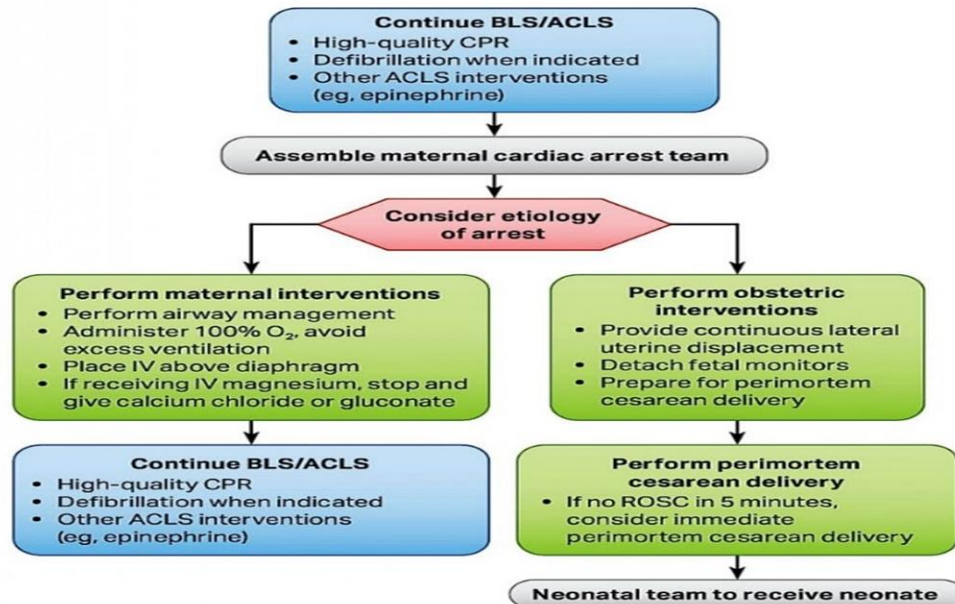 Continue BLS/ACLS
• High-quality CPR
• Defibrillation when indicated
• Other ACLS interventions
(eg, epinephrine)
Assemble maternal cardiac arrest team
Consider etiology
of arrest
Perform maternal interventions
• Perform airway management
• Administer 100% O₂, avoid
excess ventilation
• Place IV above diaphragm
• If receiving IV magnesium, stop and
give calcium chloride or gluconate
Perform obstetric
interventions
• Provide continuous lateral
uterine displacement
• Detach fetal monitors
• Prepare for perimortem
cesarean delivery
Continue BLS/ACLS
• High-quality CPR
• Defibrillation when indicated
• Other ACLS interventions
(eg, epinephrine)
Perform perimortem
cesarean delivery
• If no ROSC in 5 minutes,
consider immediate
perimortem cesarean delivery
Neonatal team to receive neonate